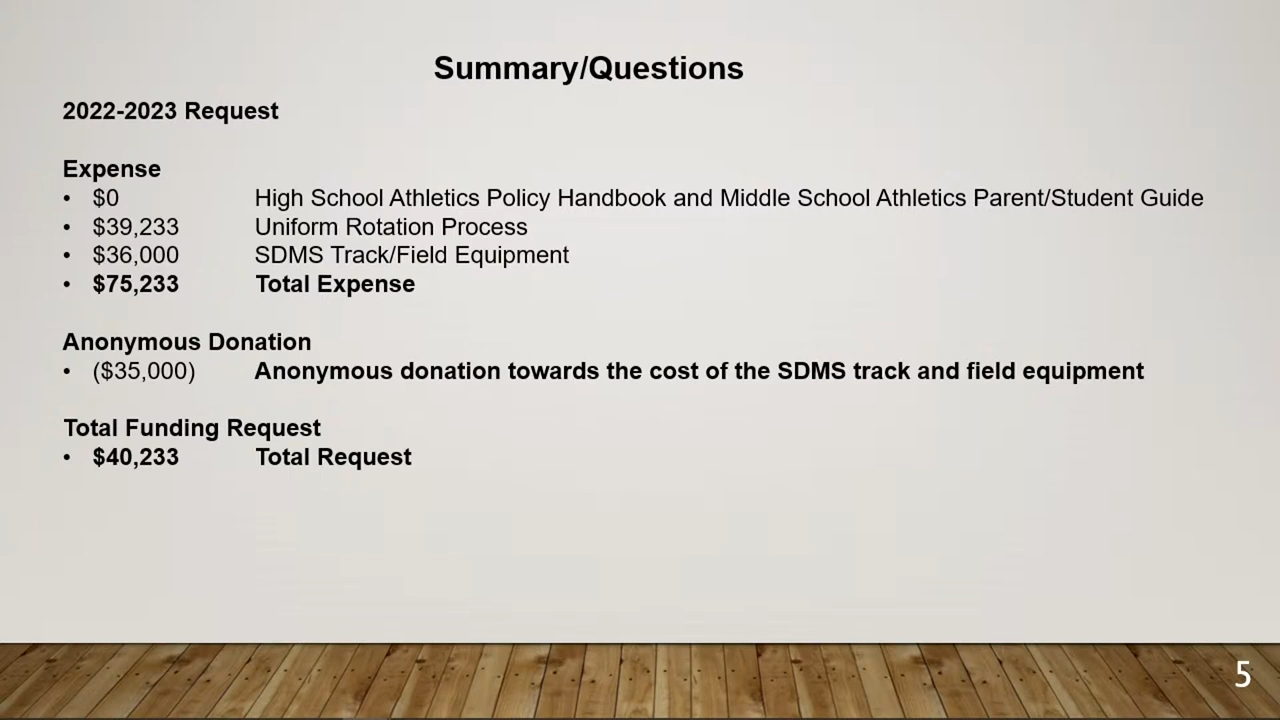 Summary/Questions
2022-2023 Request
Expense
• $0 High School Athletics Policy Handbook and Middle School Athletics Parent/Student Guide
• $39,233 Uniform Rotation Process
• $36,000 SDMS Track/Field Equipment
• $75,233 Total Expense
Anonymous Donation
• ($35,000) Anonymous donation towards the cost of the SDMS track and field equipment
Total Funding Request
• $40,233 Total Request
5